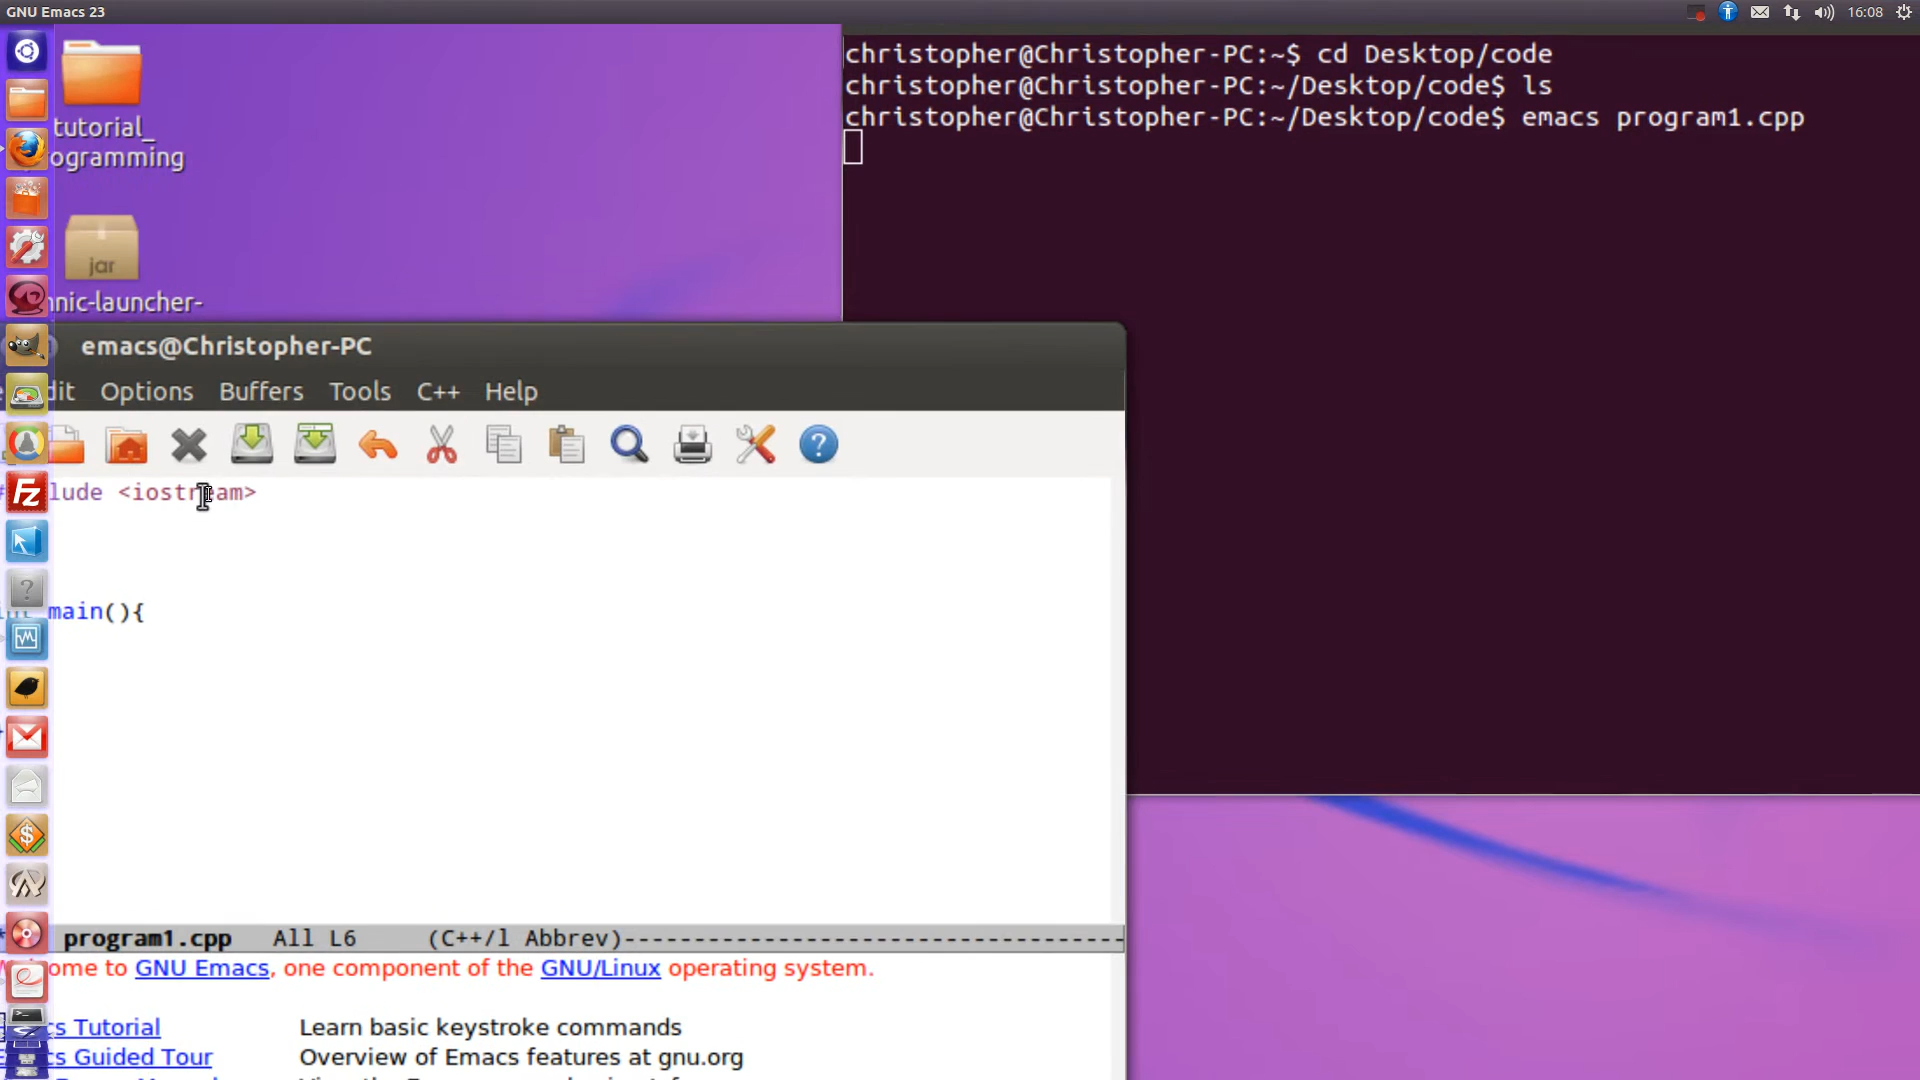 GNU Emacs 23
16:08
tutorial_
ogramming
jar
nic-launcher-
christopher@Christopher-PC:~$ cd Desktop/code
christopher@Christopher-PC:~/Desktop/code$ ls
christopher@Christopher-PC:~/Desktop/code$ emacs program1.cpp
emacs@Christopher-PC
dit Options Buffers Tools C++ Help
lude <iostream>
int main(){
program1.cpp All L6 (C++/l Abbrev)------------------------------------
ome to GNU Emacs, one component of the GNU/Linux operating system.
cs Tutorial Learn basic keystroke commands
cs Guided Tour Overview of Emacs features at gnu.org